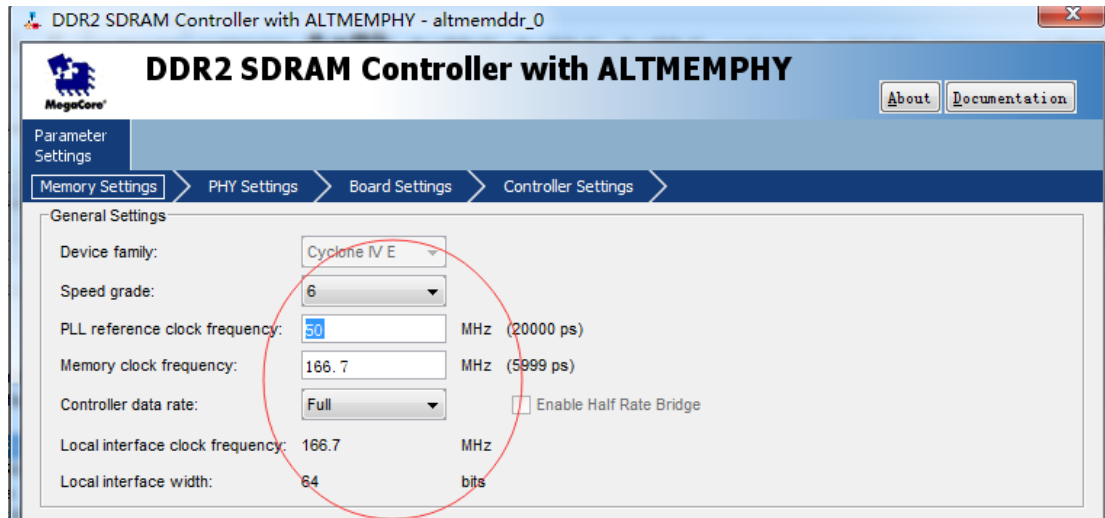 DDR2 SDRAM Controller with ALTMEMPHY - altmemddr_0
DDR2 SDRAM Controller with ALTMEMPHY
MegaCore®
About Documentation
Parameter
Settings
Memory Settings PHY Settings Board Settings Controller Settings
General Settings
Device family: Cyclone IV E
Speed grade: 6
PLL reference clock frequency: 50 MHz (20000 ps)
Memory clock frequency: 166.7 MHz (5999 ps)
Controller data rate: Full Enable Half Rate Bridge
Local interface clock frequency: 166.7 MHz
Local interface width: 64 bits